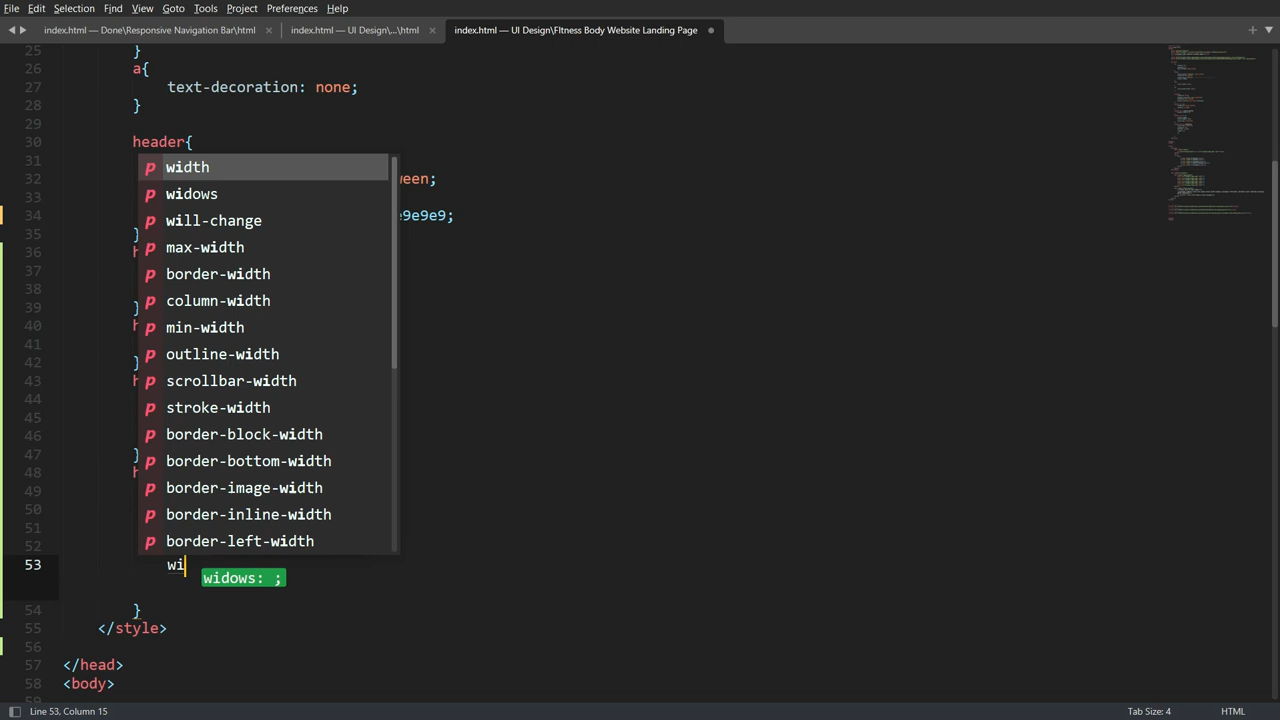 File Edit Selection Find View Goto Tools Project Preferences Help
index.html — Done\Responsive Navigation Bar\html × index.html — UI Design\...\html × index.html — UI Design\FItness Body Website Landing Page
25 }
26 a{
27 text-decoration: none;
28 }
29
30 header{
31 width
32 widows ween;
33 will-change
34 e9e9e9;
35 } max-width
36 h
37 border-width
38 column-width
39 } min-width
40 h
41 outline-width
42 }
43 h scrollbar-width
44 stroke-width
45 border-block-width
46
47 } border-bottom-width
48 h
49 border-image-width
50 border-inline-width
51
52 border-left-width
53 wi
widows: ;
54 }
55 </style>
56
57 </head>
58 <body>
59
Line 53, Column 15 Tab Size: 4 HTML